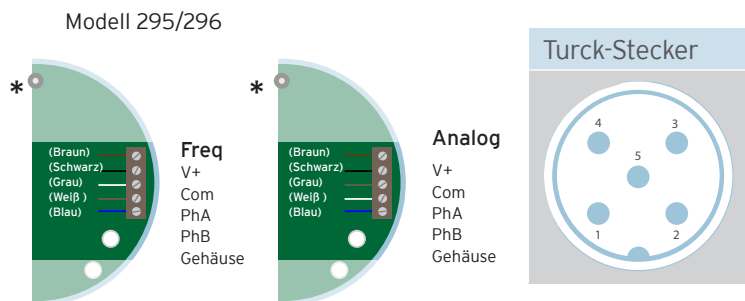 Modell 295/296
*
(Braun)
(Schwarz)
(Grau)
(Weiß )
(Blau)
Freq
V+
Com
PhA
PhB
Gehäuse
*
(Braun)
(Schwarz)
(Grau)
(Weiß )
(Blau)
Analog
V+
Com
PhA
PhB
Gehäuse
Turck-Stecker
4
3
5
1
2